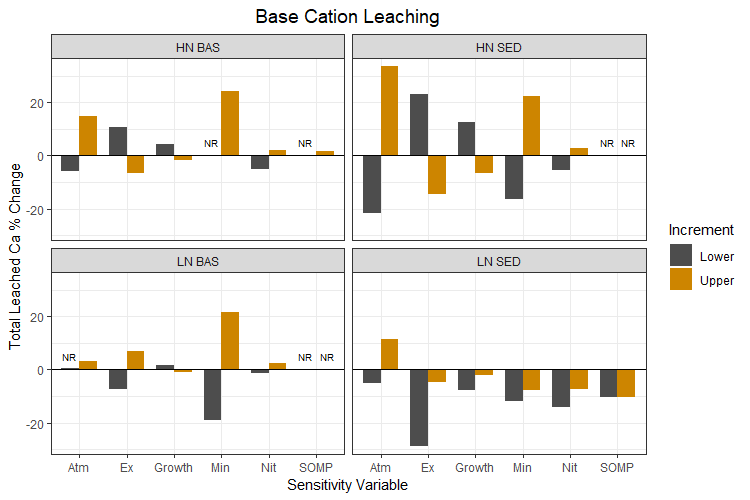 Base Cation Leaching
HN BAS
HN SED
20
0
-20
NR
NR
NR NR
LN BAS
LN SED
20
0
-20
NR
NR NR
Atm Ex Growth Min Nit SOMP
Atm Ex Growth Min Nit SOMP
Sensitivity Variable
Total Leached Ca % Change
Increment
Lower
Upper